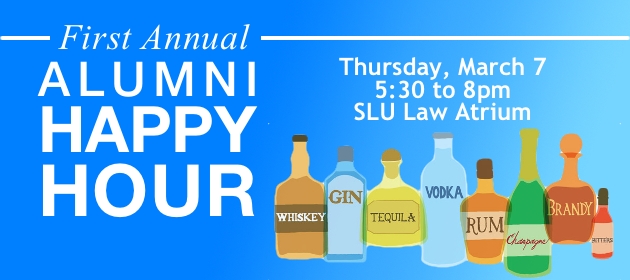 First Annual
ALUMNI
HAPPY
HOUR
Thursday, March 7
5:30 to 8pm
SLU Law Atrium
WHISKEY
GIN
TEQUILA
VODKA
RUM
Champagne
BRANDY
BITTERS